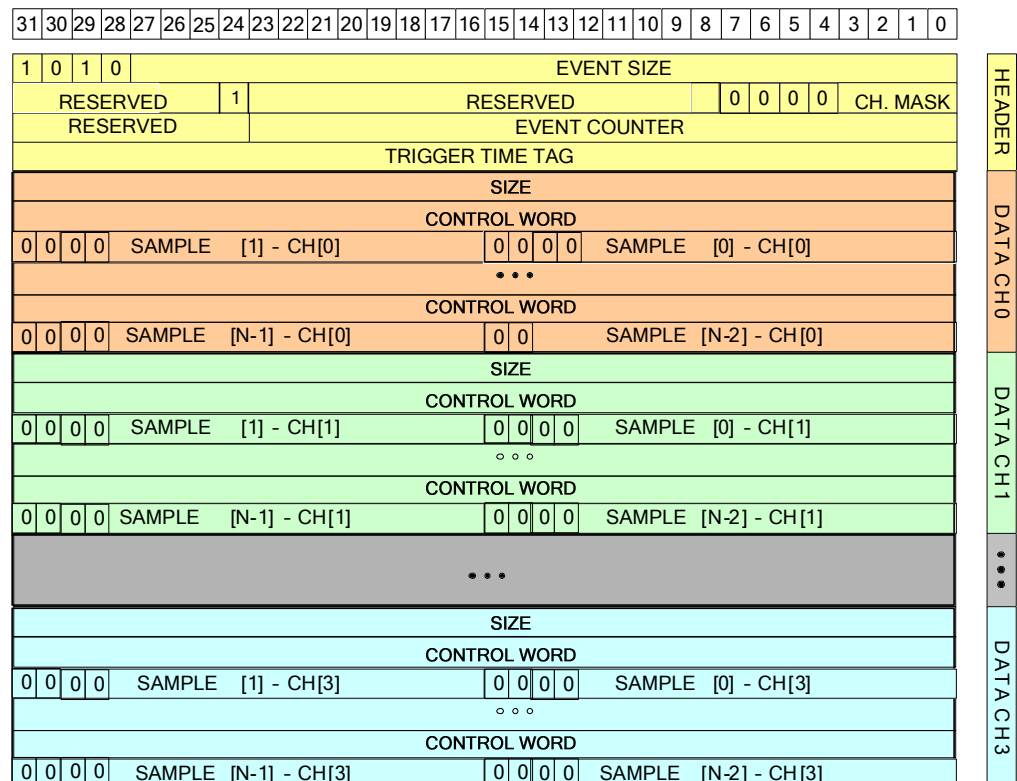 31 30 29 28 27 26 25 24 23 22 21 20 19 18 17 16 15 14 13 12 11 10 9 8 7 6 5 4 3 2 1 0
1 0 1 0 EVENT SIZE
RESERVED 1 RESERVED 0 0 0 0 CH. MASK
RESERVED EVENT COUNTER
TRIGGER TIME TAG
HEADER
SIZE
CONTROL WORD
0 0 0 0 SAMPLE [1] - CH[0] 0 0 0 0 SAMPLE [0] - CH[0]
• • •
CONTROL WORD
0 0 0 0 SAMPLE [N-1] - CH[0] 0 0 SAMPLE [N-2] - CH[0]
DATA CH0
SIZE
CONTROL WORD
0 0 0 0 SAMPLE [1] - CH[1] 0 0 0 0 SAMPLE [0] - CH[1]
○ ○ ○
CONTROL WORD
0 0 0 0 SAMPLE [N-1] - CH[1] 0 0 0 0 SAMPLE [N-2] - CH[1]
DATA CH1
• • •
• • •
SIZE
CONTROL WORD
0 0 0 0 SAMPLE [1] - CH[3] 0 0 0 0 SAMPLE [0] - CH[3]
○ ○ ○
CONTROL WORD
0 0 0 0 SAMPLE [N-1] - CH[3] 0 0 0 0 SAMPLE [N-2] - CH[3]
DATA CH3